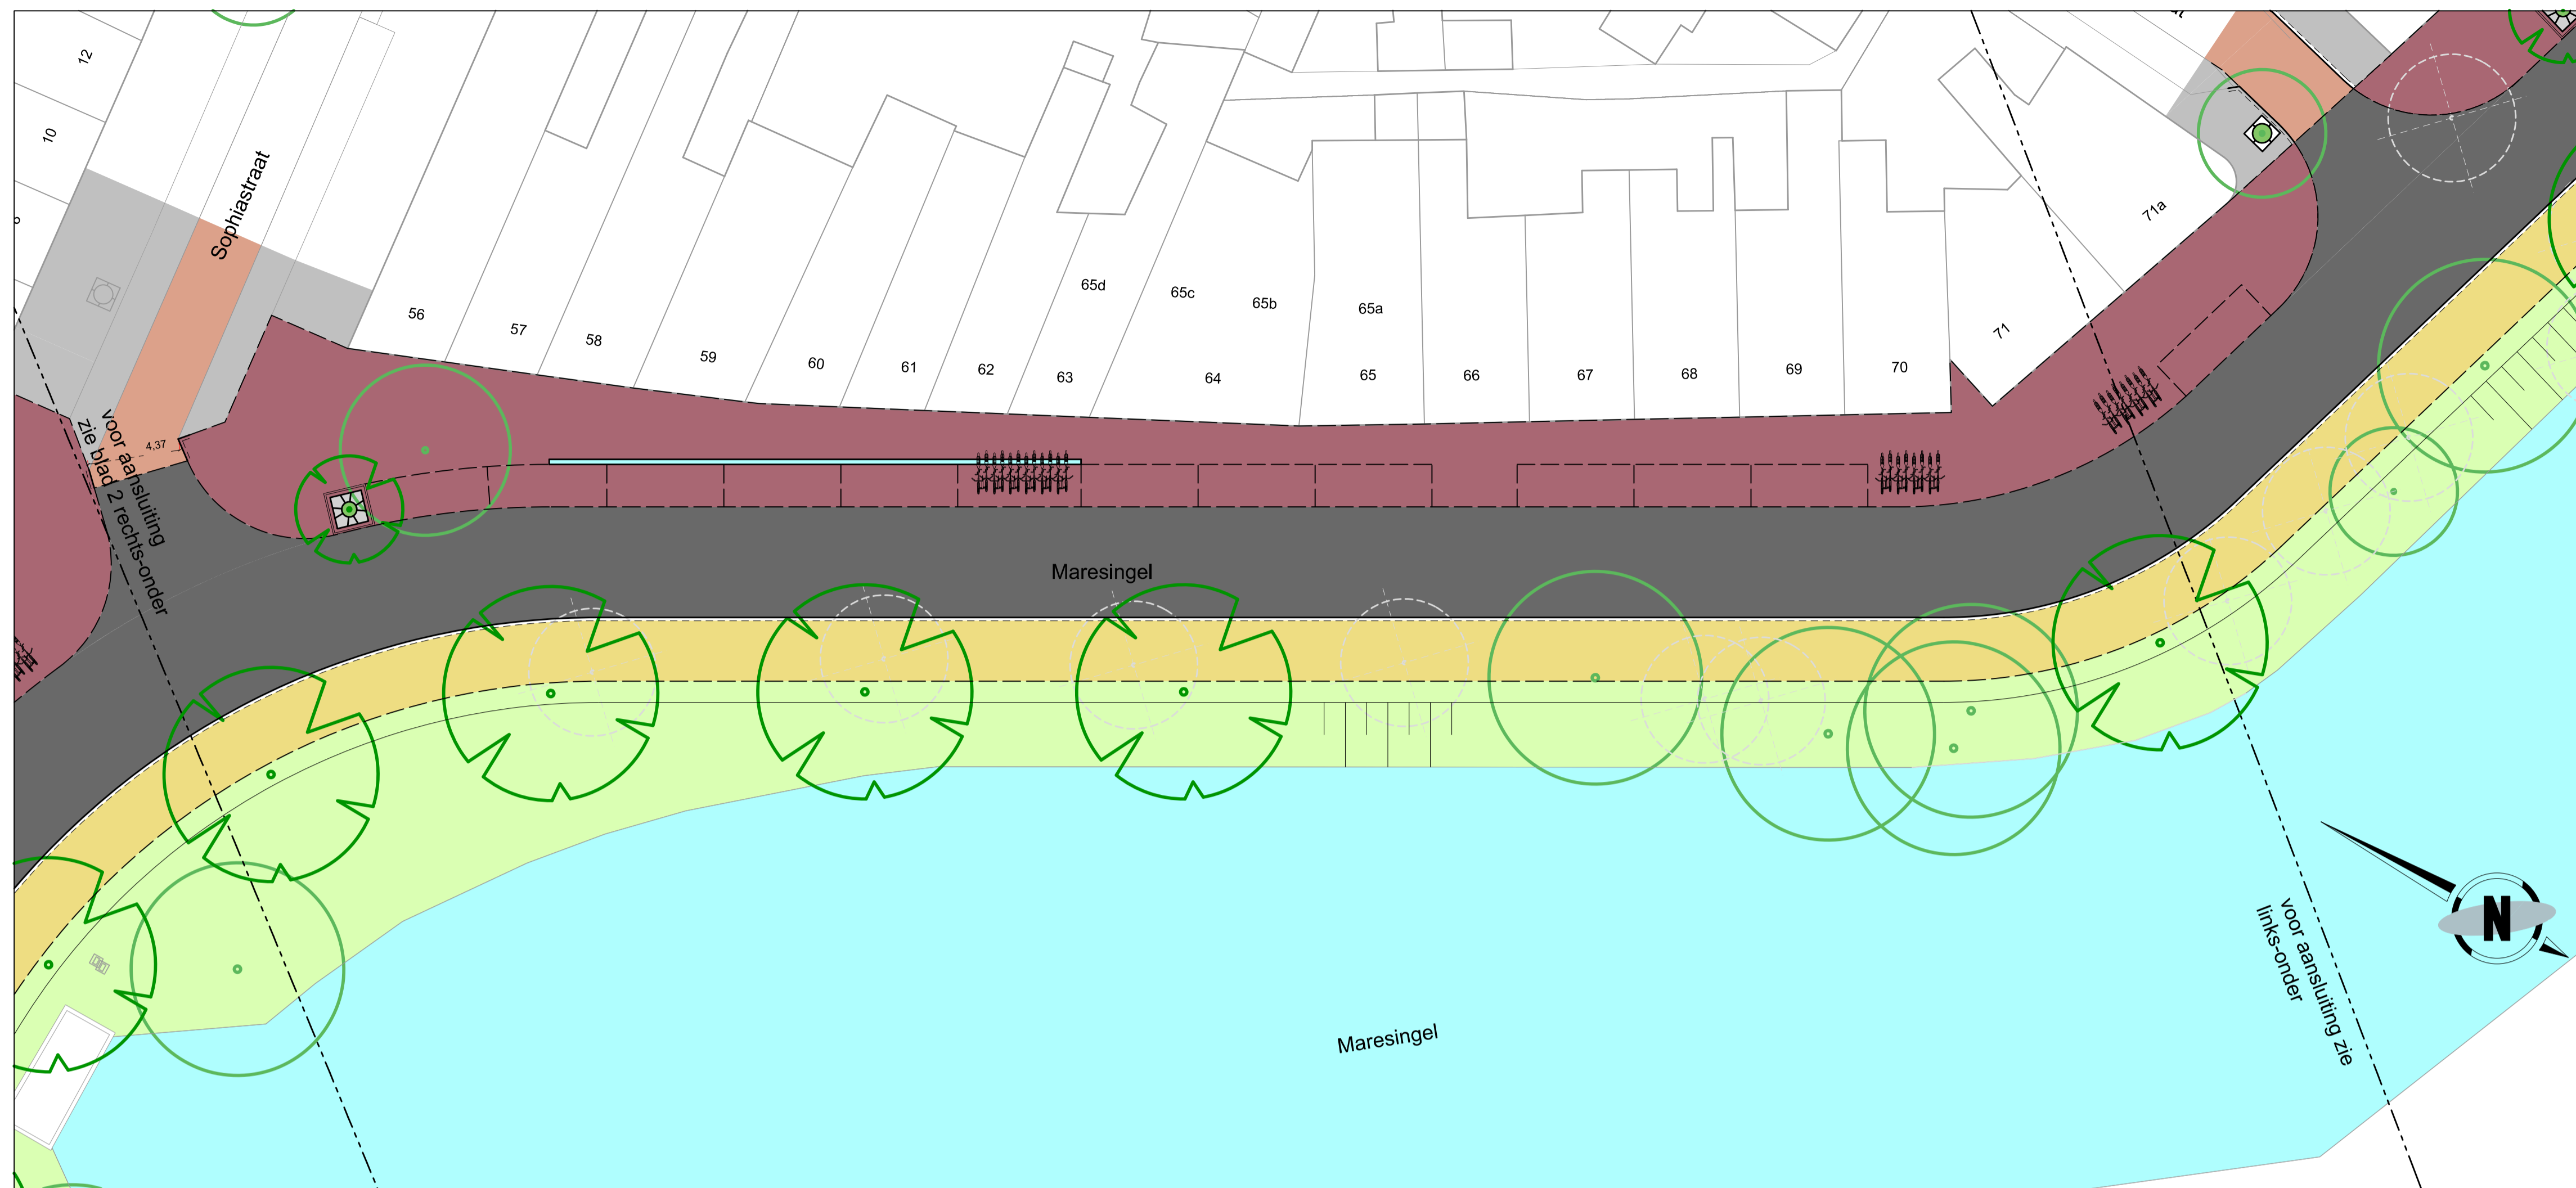 12
10
Sophiastraat
4,37
voor aansluiting
zie blad 2 rechts-onder
56
57
58
59
60
61
62
63
64
65d
65c
65b
65a
65
66
67
68
69
70
71
71a
Maresingel
Maresingel
voor aansluiting zie
links-onder
N